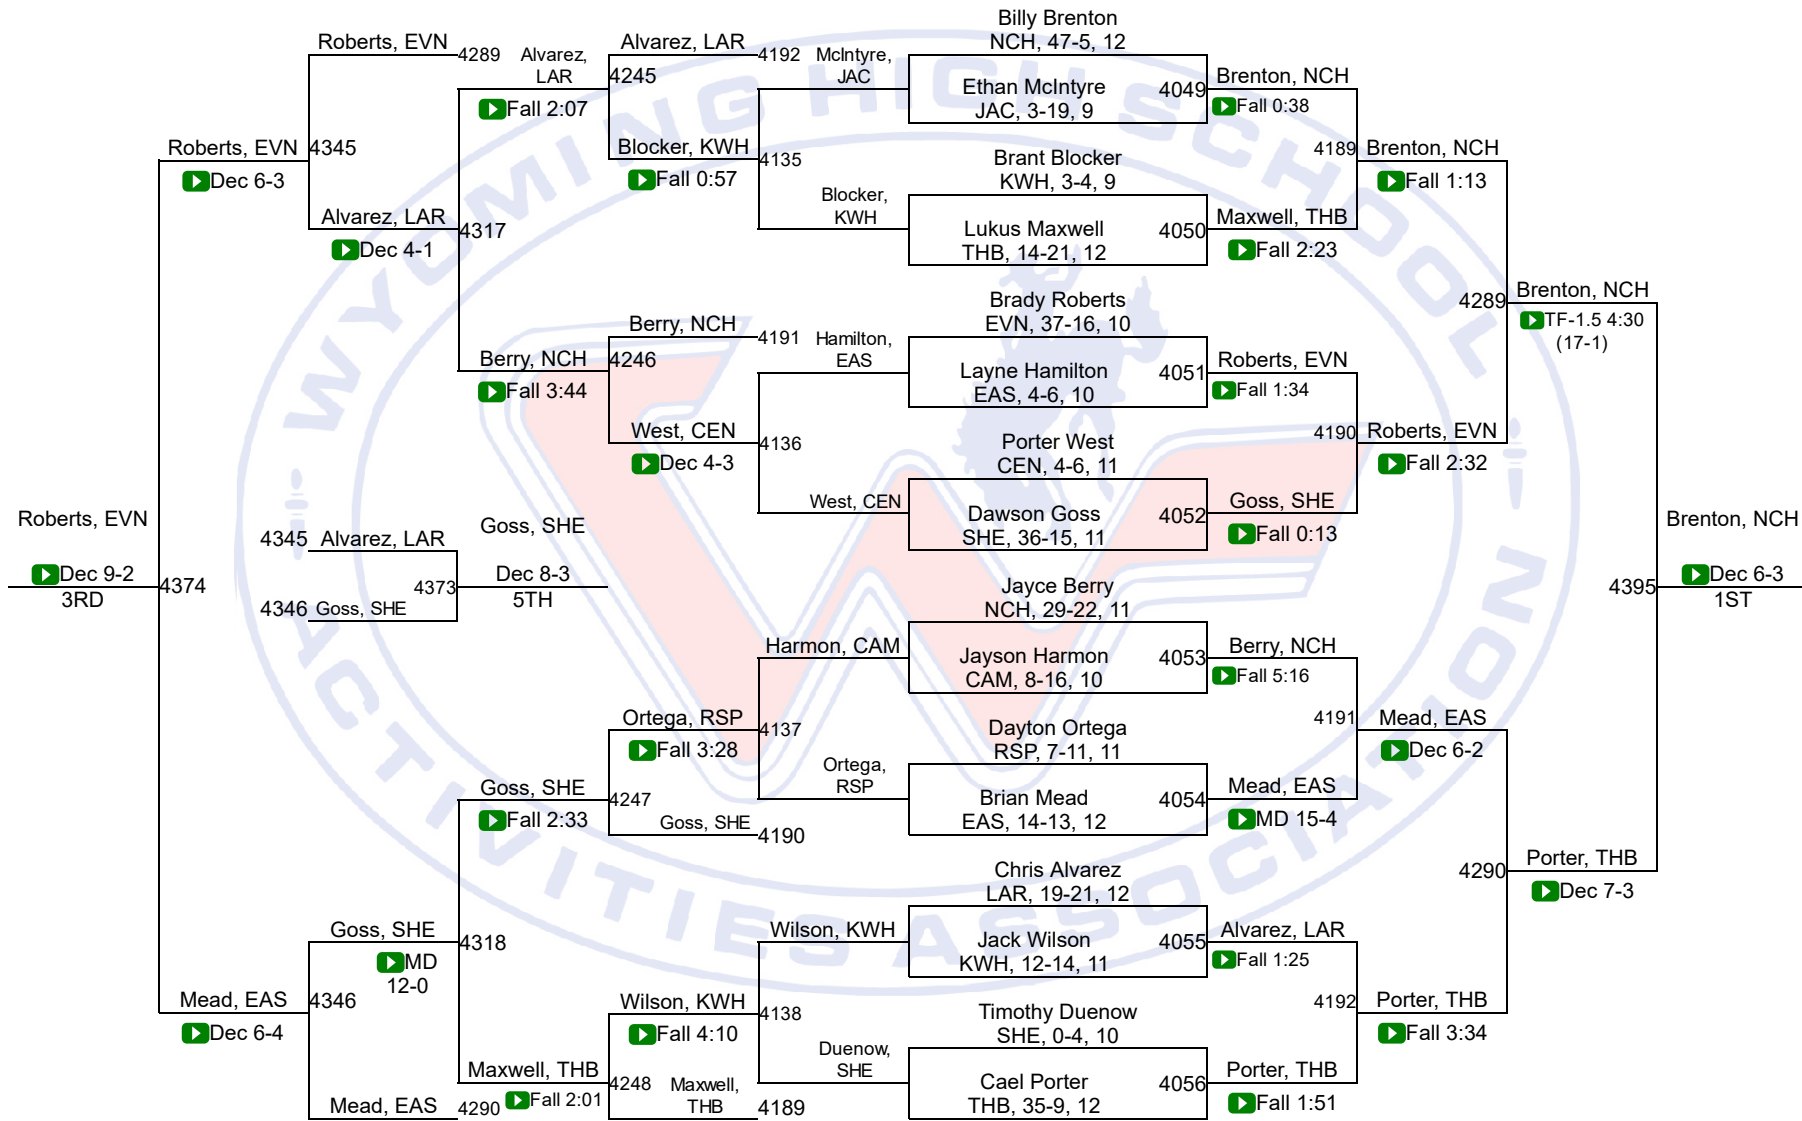 Billy Brenton
NCH, 47-5, 12
Ethan McIntyre
JAC, 3-19, 9
4049
Brant Blocker
KWH, 3-4, 9
Lukus Maxwell
THB, 14-21, 12
4050
Brady Roberts
EVN, 37-16, 10
Layne Hamilton
EAS, 4-6, 10
4051
Porter West
CEN, 4-6, 11
Dawson Goss
SHE, 36-15, 11
4052
Jayce Berry
NCH, 29-22, 11
Jayson Harmon
CAM, 8-16, 10
4053
Dayton Ortega
RSP, 7-11, 11
Brian Mead
EAS, 14-13, 12
4054
Chris Alvarez
LAR, 19-21, 12
Jack Wilson
KWH, 12-14, 11
4055
Timothy Duenow
SHE, 0-4, 10
Cael Porter
THB, 35-9, 12
4056
Brenton, NCH
Fall 0:38
4189
Maxwell, THB
Fall 2:23
Roberts, EVN
Fall 1:34
4190
Goss, SHE
Fall 0:13
Berry, NCH
Fall 5:16
4191
Mead, EAS
MD 15-4
Alvarez, LAR
Fall 1:25
4192
Porter, THB
Fall 1:51
Brenton, NCH
Fall 1:13
4289
Roberts, EVN
Fall 2:32
Mead, EAS
Dec 6-2
4290
Porter, THB
Fall 3:34
Brenton, NCH
TF-1.5 4:30
(17-1)
4395
Porter, THB
Dec 7-3
Brenton, NCH
Dec 6-3
1ST
McIntyre,
JAC
4135
Blocker,
KWH
Hamilton,
EAS
4136
West, CEN
Harmon, CAM
4137
Ortega,
RSP
Wilson, KWH
4138
Duenow,
SHE
Alvarez, LAR
4192
4245
Blocker, KWH
Fall 0:57
Berry, NCH
4191
4246
West, CEN
Dec 4-3
Ortega, RSP
Fall 3:28
4247
Goss, SHE
4190
Wilson, KWH
Fall 4:10
4248
Maxwell,
THB
4189
Alvarez,
LAR
Fall 2:07
4317
Berry, NCH
Fall 3:44
Goss, SHE
Fall 2:33
4318
Maxwell, THB
Fall 2:01
Roberts, EVN
4289
4345
Alvarez, LAR
Dec 4-1
Goss, SHE
MD
12-0
4346
Mead, EAS
4290
Roberts, EVN
Dec 6-3
4374
Mead, EAS
Dec 6-4
Roberts, EVN
Dec 9-2
3RD
4345
Alvarez, LAR
4373
4346
Goss, SHE
Goss, SHE
Dec 8-3
5TH
WYOMING HIGH SCHOOL
ACTIVITIES ASSOCIATION